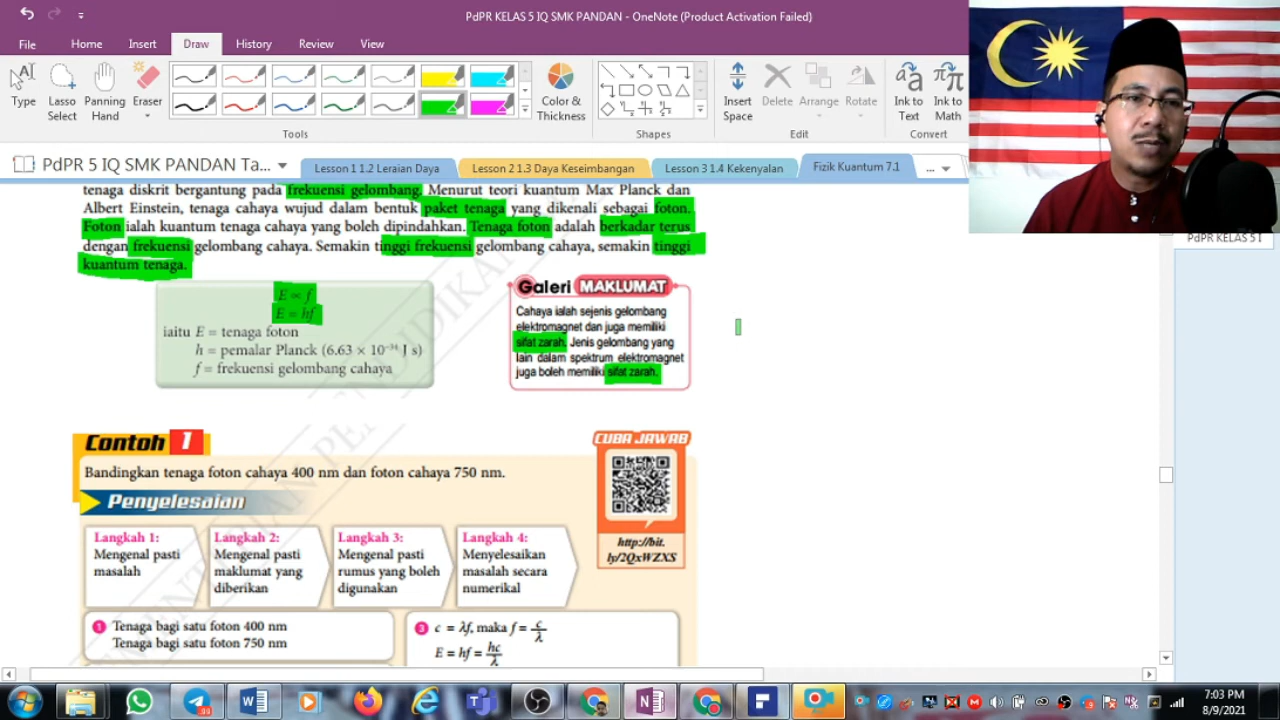 PdPR KELAS 5 IQ SMK PANDAN - OneNote (Product Activation Failed)
File Home Insert Draw History Review View
Type
Lasso Select
Panning Hand
Eraser
Color & Thickness
Insert Space
Delete
Arrange
Rotate
Ink to Text
Ink to Math
Tools
Shapes
Edit
Convert
PdPR 5 IQ SMK PANDAN Ta...
Lesson 1 1.2 Leraian Daya
Lesson 2 1.3 Daya Keseimbangan
Lesson 3 1.4 Kekenyalan
Fizik Kuantum 7.1
...
PdPR KELAS 5 I
tenaga diskrit bergantung pada frekuensi gelombang. Menurut teori kuantum Max Planck dan
Albert Einstein, tenaga cahaya wujud dalam bentuk paket tenaga yang dikenali sebagai foton.
Foton ialah kuantum tenaga cahaya yang boleh dipindahkan. Tenaga foton adalah berkadar terus
dengan frekuensi gelombang cahaya. Semakin tinggi frekuensi gelombang cahaya, semakin tinggi
kuantum tenaga.
E ∝ f
E = hf
iaitu E = tenaga foton
h = pemalar Planck (6.63 × 10⁻³⁴ J s)
f = frekuensi gelombang cahaya
Galeri MAKLUMAT
Cahaya ialah sejenis gelombang
elektromagnet dan juga memiliki
sifat zarah. Jenis gelombang yang
lain dalam spektrum elektromagnet
juga boleh memiliki sifat zarah.
Contoh 1
Bandingkan tenaga foton cahaya 400 nm dan foton cahaya 750 nm.
Penyelesaian
CUBA JAWAB
http://bit.
ly/2QxWZXS
Langkah 1:
Mengenal pasti
masalah
Langkah 2:
Mengenal pasti
maklumat yang
diberikan
Langkah 3:
Mengenal pasti
rumus yang boleh
digunakan
Langkah 4:
Menyelesaikan
masalah secara
numerikal
1 Tenaga bagi satu foton 400 nm
Tenaga bagi satu foton 750 nm
3 c = λf, maka f = c/λ
E = hf = hc/λ
7:03 PM
8/9/2021